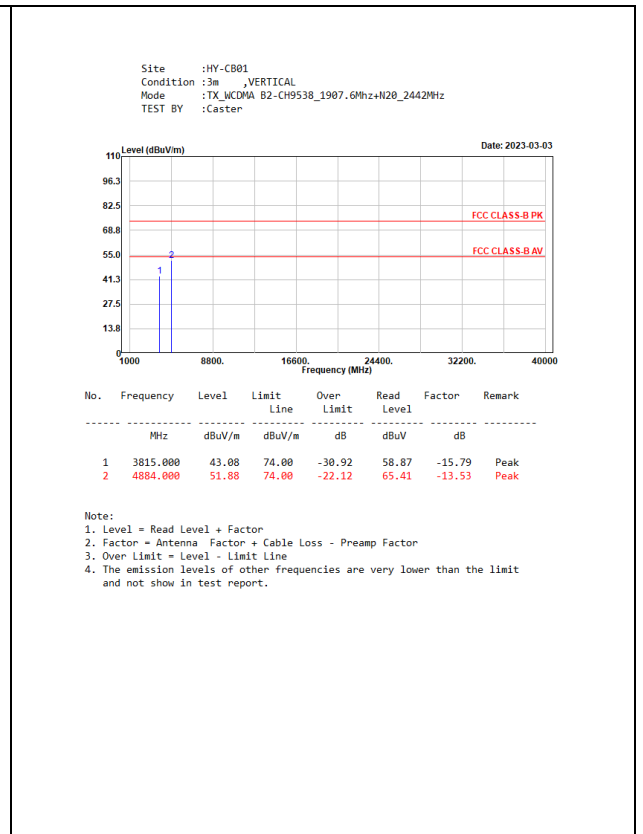 Site :HY-CB01
Condition :3m ,VERTICAL
Mode :TX_WCDMA B2-CH9538_1907.6Mhz+N20_2442MHz
TEST BY :Caster
Level (dBuV/m) Date: 2023-03-03
110
96.3
82.5
FCC CLASS-B PK
68.8
55.0
FCC CLASS-B AV
2
1
41.3
27.5
13.8
0
1000 8800. 16600. 24400. 32200. 40000
Frequency (MHz)
No. Frequency Level Limit Over Read Factor Remark
Line Limit Level
------ ----------- -------- --------- --------- -------- -------- ---------
MHz dBuV/m dBuV/m dB dBuV dB
1 3815.000 43.08 74.00 -30.92 58.87 -15.79 Peak
2 4884.000 51.88 74.00 -22.12 65.41 -13.53 Peak
Note:
1. Level = Read Level + Factor
2. Factor = Antenna Factor + Cable Loss - Preamp Factor
3. Over Limit = Level - Limit Line
4. The emission levels of other frequencies are very lower than the limit
and not show in test report.